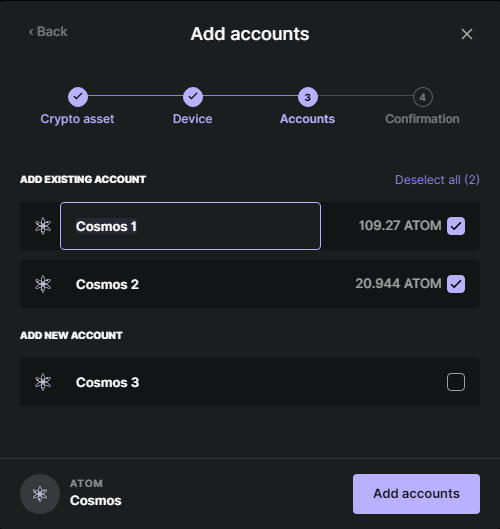 ‹ Back
Add accounts
3
4
Crypto asset
Device
Accounts
Confirmation
ADD EXISTING ACCOUNT
Deselect all (2)
Cosmos 1
109.27 ATOM
Cosmos 2
20.944 ATOM
ADD NEW ACCOUNT
Cosmos 3
ATOM
Cosmos
Add accounts